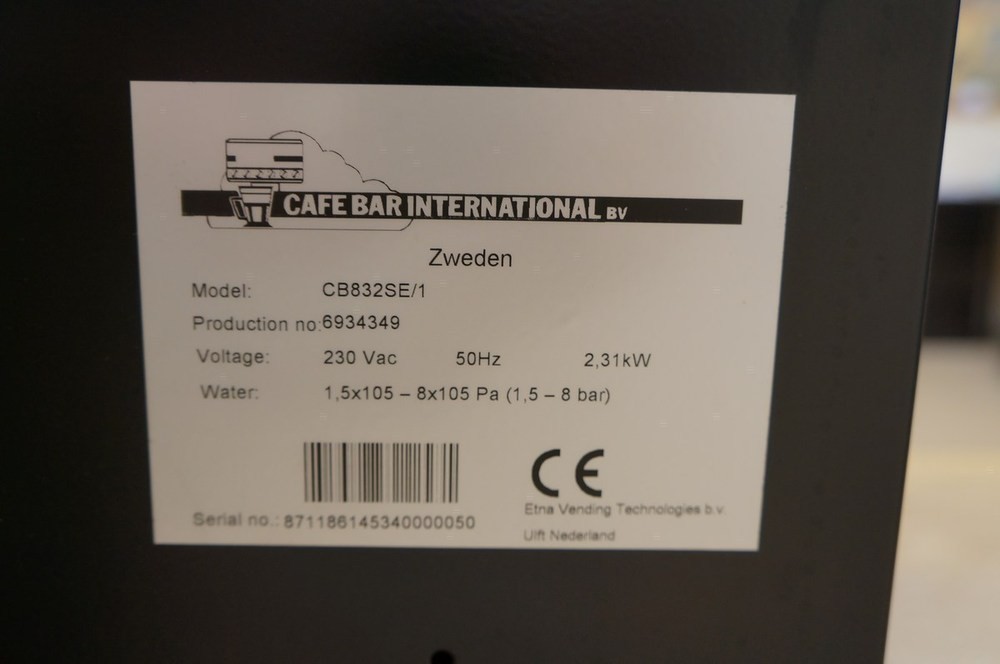 CAFE BAR INTERNATIONAL BV
Zweden
Model: CB832SE/1
Production no: 6934349
Voltage: 230 Vac 50Hz 2,31kW
Water: 1,5x105 – 8x105 Pa (1,5 – 8 bar)
CE
Serial no.: 871186145340000050
Etna Vending Technologies b.v.
Ulft Nederland